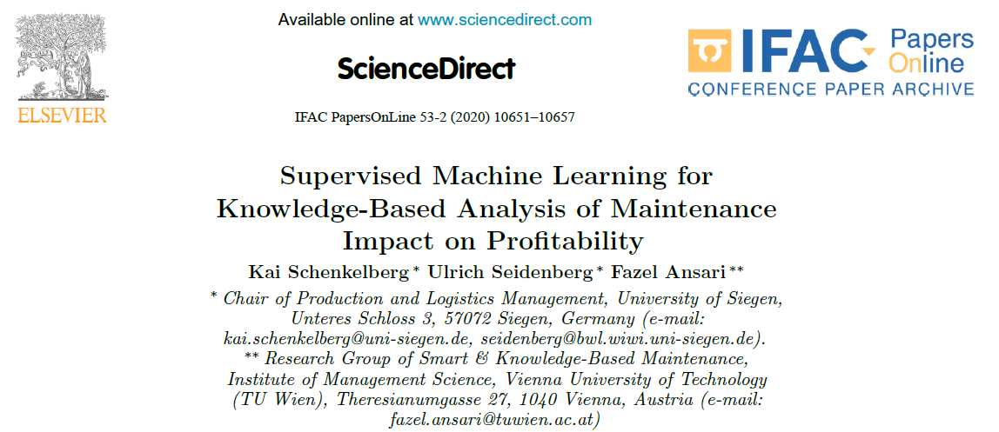 Available online at www.sciencedirect.com
ScienceDirect
IFAC PapersOnLine 53-2 (2020) 10651–10657
ELSEVIER
IFAC Papers Online
CONFERENCE PAPER ARCHIVE
Supervised Machine Learning for
Knowledge-Based Analysis of Maintenance
Impact on Profitability
Kai Schenkelberg * Ulrich Seidenberg * Fazel Ansari **
* Chair of Production and Logistics Management, University of Siegen,
Unteres Schloss 3, 57072 Siegen, Germany (e-mail:
kai.schenkelberg@uni-siegen.de, seidenberg@bwl.wiwi.uni-siegen.de).
** Research Group of Smart & Knowledge-Based Maintenance,
Institute of Management Science, Vienna University of Technology
(TU Wien), Theresianumgasse 27, 1040 Vienna, Austria (e-mail:
fazel.ansari@tuwien.ac.at)